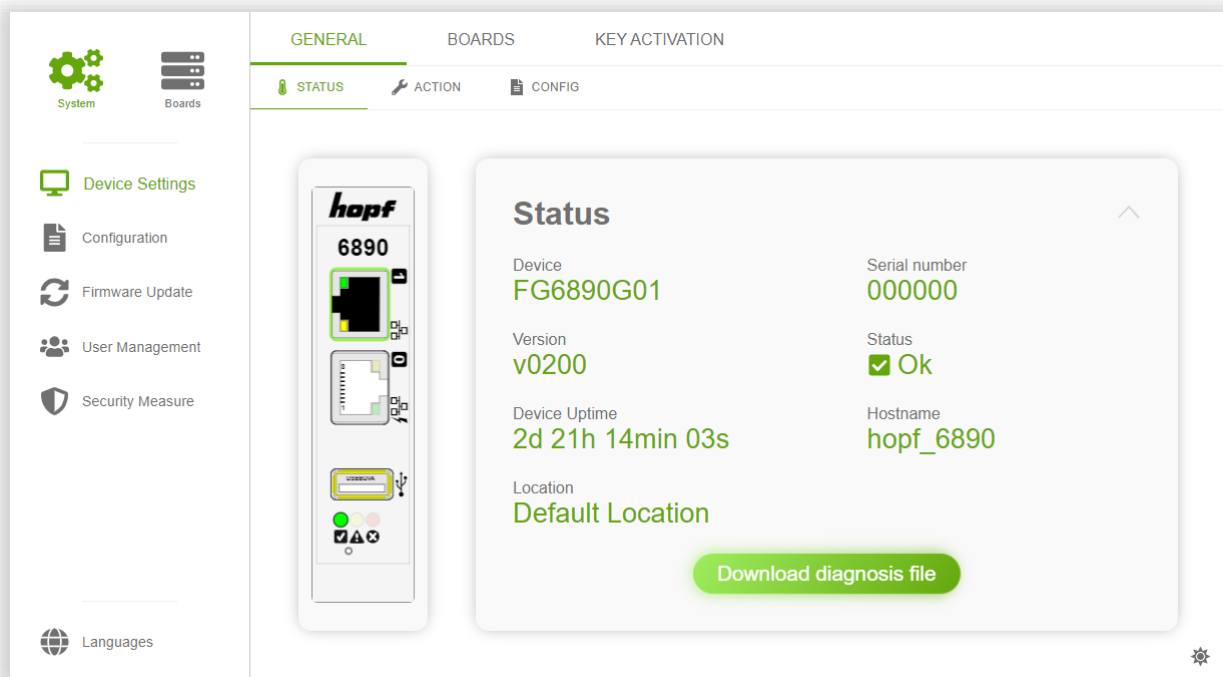 System
Boards
Device Settings
Configuration
Firmware Update
User Management
Security Measure
Languages
GENERAL BOARDS KEY ACTIVATION
STATUS ACTION CONFIG
hopf
6890
1
0
Status
Device
FG6890G01
Serial number
000000
Version
v0200
Status
Ok
Device Uptime
2d 21h 14min 03s
Hostname
hopf_6890
Location
Default Location
Download diagnosis file